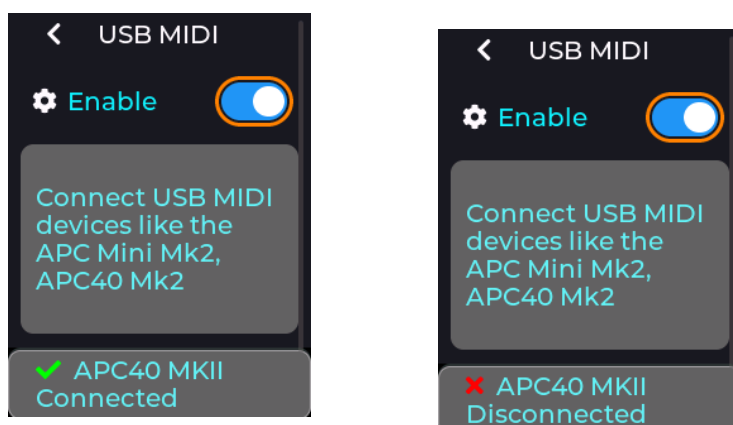 USB MIDI
Enable
Connect USB MIDI
devices like the
APC Mini Mk2,
APC40 Mk2
APC40 MKII
Connected
USB MIDI
Enable
Connect USB MIDI
devices like the
APC Mini Mk2,
APC40 Mk2
APC40 MKII
Disconnected